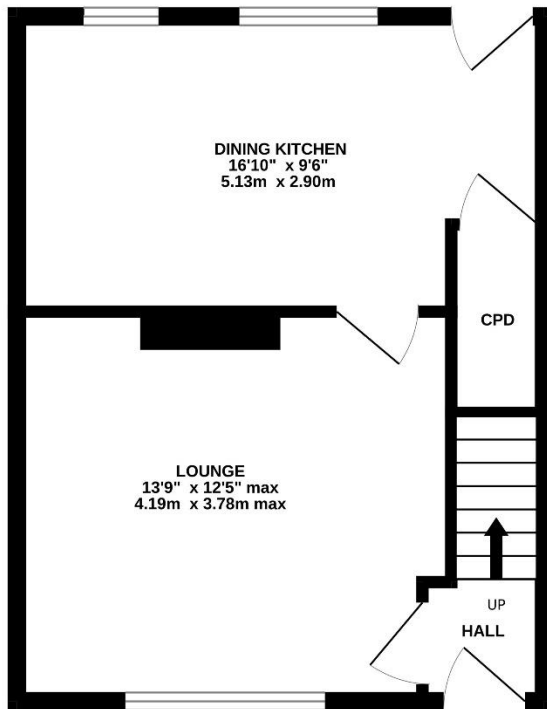 DINING KITCHEN
16'10" x 9'6"
5.13m x 2.90m
CPD
LOUNGE
13'9" x 12'5" max
4.19m x 3.78m max
UP
HALL